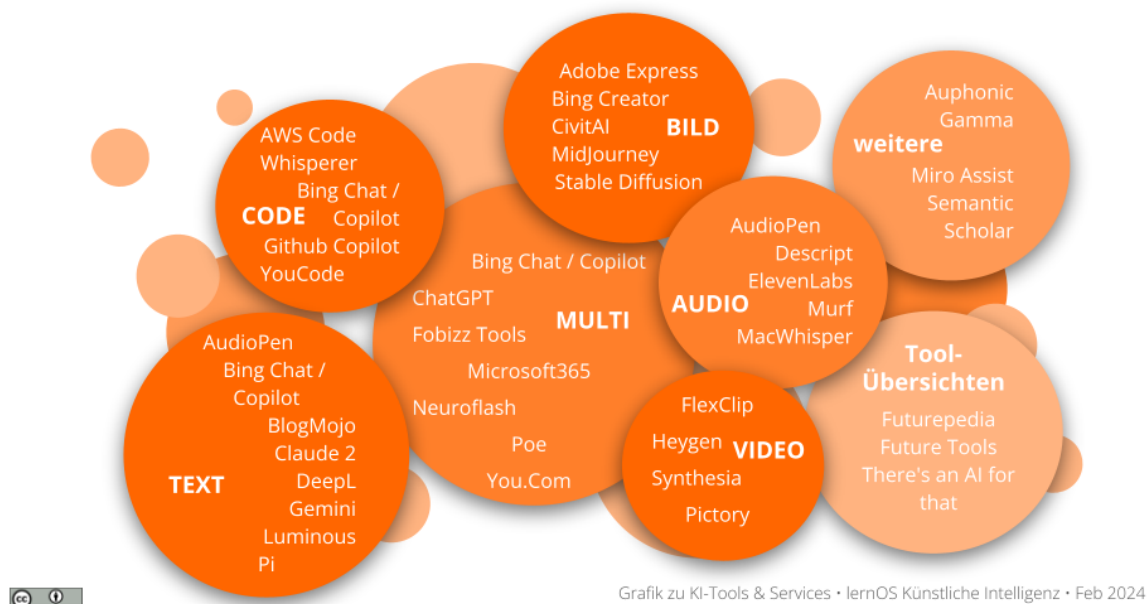 Adobe Express
Bing Creator
CivitAI
BILD
MidJourney
Stable Diffusion
Auphonic
Gamma
weitere
Miro Assist
Semantic
Scholar
AWS Code
Whisperer
Bing Chat /
CODE
Copilot
Github Copilot
YouCode
Bing Chat / Copilot
ChatGPT
MULTI
Fobizz Tools
Microsoft365
Neuroflash
Poe
You.Com
AudioPen
Descript
ElevenLabs
AUDIO
Murf
MacWhisper
AudioPen
Bing Chat /
Copilot
BlogMojo
Claude 2
TEXT
DeepL
Gemini
Luminous
Pi
FlexClip
Heygen
VIDEO
Synthesia
Pictory
Tool-
Übersichten
Futurepedia
Future Tools
There's an AI for
that
cc
Grafik zu KI-Tools & Services • lernOS Künstliche Intelligenz • Feb 2024